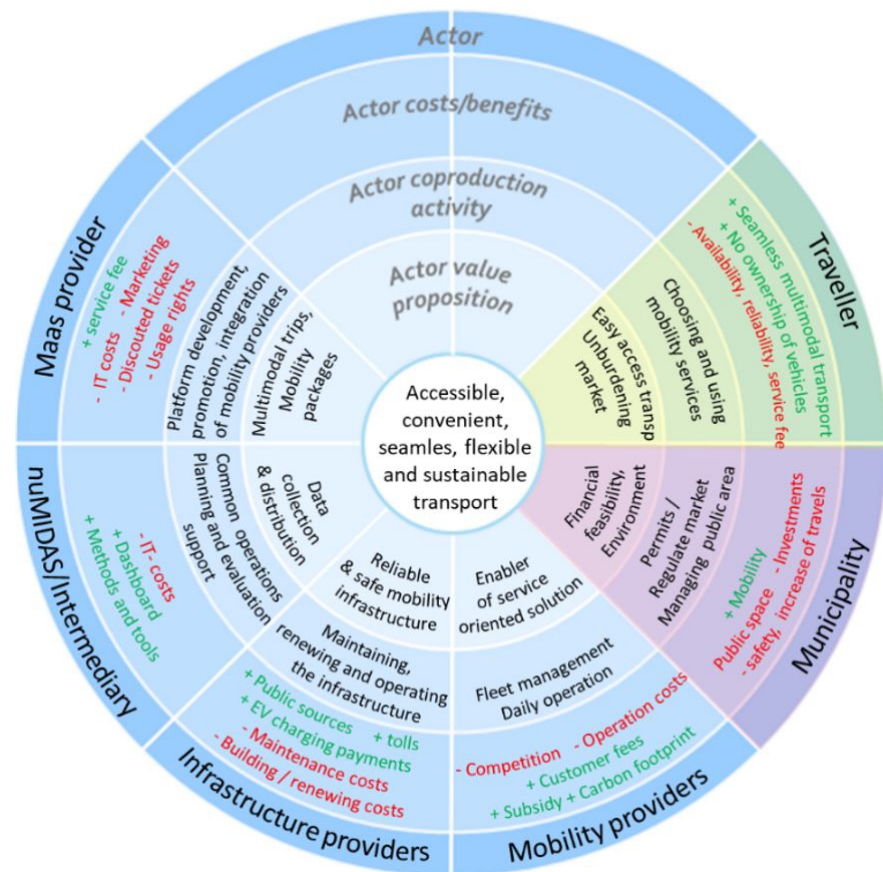 Actor
Actor costs/benefits
Actor coproduction
activity
Actor value
proposition
Accessible,
convenient,
seamles, flexible
and sustainable
transport
Traveller
+ Seamless multimodal transport
+ No ownership of vehicles
- Availability, reliability, service fee
Choosing and using
mobility services
Easy access transp
Unburdening
market
Municipality
- Investments
+ Mobility
Public space
- safety, increase of travels
Permits /
Regulate market
Managing public area
Financial
feasibility,
Environment
Mobility providers
- Competition - Operation costs
+ Customer fees
+ Subsidy + Carbon footprint
Fleet management
Daily operation
Enabler
of service
oriented solution
Infrastructure providers
+ Public sources + tolls
+ EV charging payments
- Maintenance costs
- Building / renewing costs
Maintaining,
renewing and operating
the infrastructure
Reliable
& safe mobility
infrastructure
nuMIDAS/Intermediary
- IT- costs
+ Dashboard
+ Methods and tools
Common operations
Planning and evaluation
support
Data
collection
& distribution
Maas provider
+ service fee
- IT costs - Marketing
- Discouted tickets
- Usage rights
Platform development,
promotion, integration
of mobility providers
Multimodal trips,
Mobility
packages